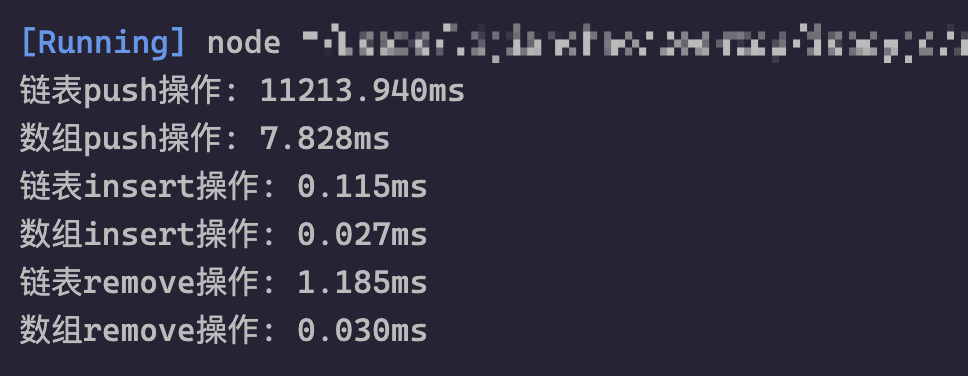 [Running] node
链表push操作: 11213.940ms
数组push操作: 7.828ms
链表insert操作: 0.115ms
数组insert操作: 0.027ms
链表remove操作: 1.185ms
数组remove操作: 0.030ms